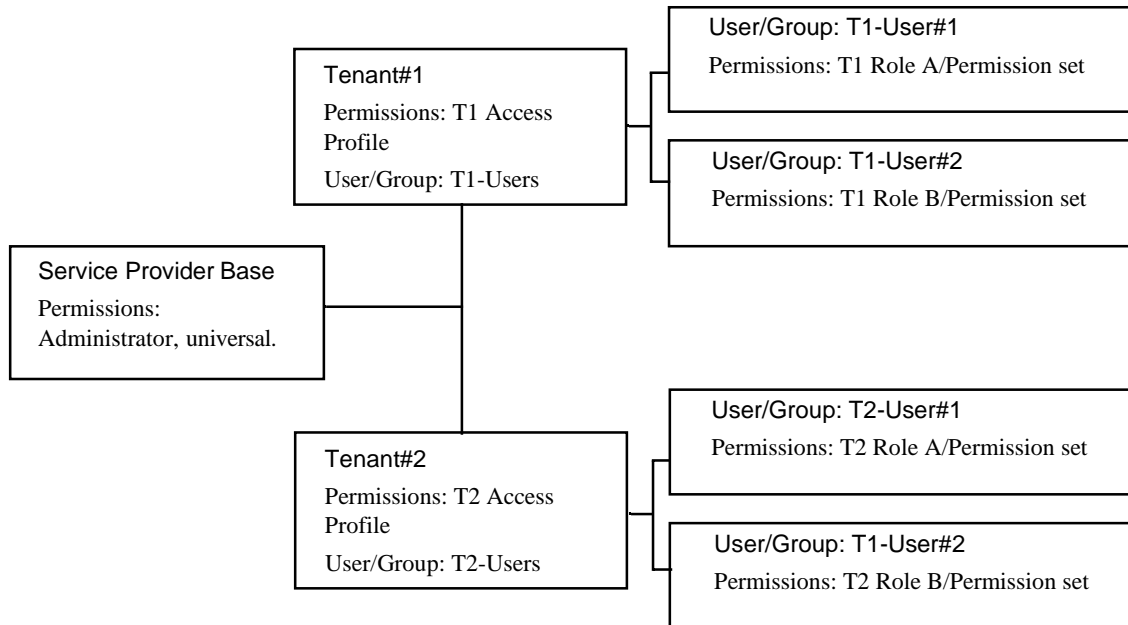 User/Group: T1-User#1
Permissions: T1 Role A/Permission set
Tenant#1
Permissions: T1 Access
Profile
User/Group: T1-Users
User/Group: T1-User#2
Permissions: T1 Role B/Permission set
Service Provider Base
Permissions:
Administrator, universal.
User/Group: T2-User#1
Permissions: T2 Role A/Permission set
Tenant#2
Permissions: T2 Access
Profile
User/Group: T2-Users
User/Group: T1-User#2
Permissions: T2 Role B/Permission set